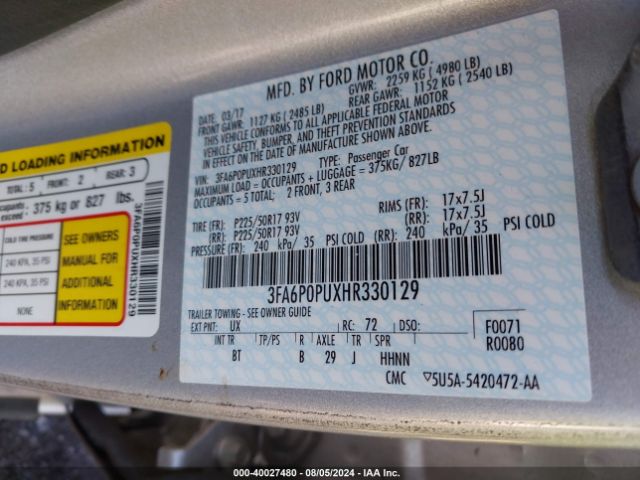 D LOADING INFORMATION
TOTAL: 5 FRONT: 2 REAR: 3
cupants
exceed 375 kg or 827 lbs.
COLD TIRE PRESSURE
240 KPA, 35 PSI
240 KPA, 35 PSI
NONE
SEE OWNERS
MANUAL FOR
ADDITIONAL
INFORMATION
3FA6P0PUXHR330129
MFD. BY FORD MOTOR CO.
DATE: 03/17 GVWR: 2259 KG ( 4980 LB)
FRONT GAWR: 1127 KG ( 2485 LB) REAR GAWR: 1152 KG ( 2540 LB)
THIS VEHICLE CONFORMS TO ALL APPLICABLE FEDERAL MOTOR
VEHICLE SAFETY, BUMPER, AND THEFT PREVENTION STANDARDS
IN EFFECT ON THE DATE OF MANUFACTURE SHOWN ABOVE.
VIN: 3FA6P0PUXHR330129 TYPE: Passenger Car
MAXIMUM LOAD = OCCUPANTS + LUGGAGE = 375KG/ 827LB
OCCUPANTS = 5 TOTAL; 2 FRONT, 3 REAR
TIRE (FR): P225/50R17 93V RIMS (FR): 17x7.5J
(RR): P225/50R17 93V (RR): 17x7.5J
PRESSURE (FR): 240 kPa/ 35 PSI COLD (RR): 240 kPa/ 35 PSI COLD
3FA6P0PUXHR330129
TRAILER TOWING - SEE OWNER GUIDE
EXT PNT: UX RC: 72 DSO: F0071
INT TR TP/PS R AXLE TR SPR R0080
BT B 29 J HHNN
CMC ▽5U5A-5420472-AA
000-40027480 - 08/05/2024 - IAA Inc.